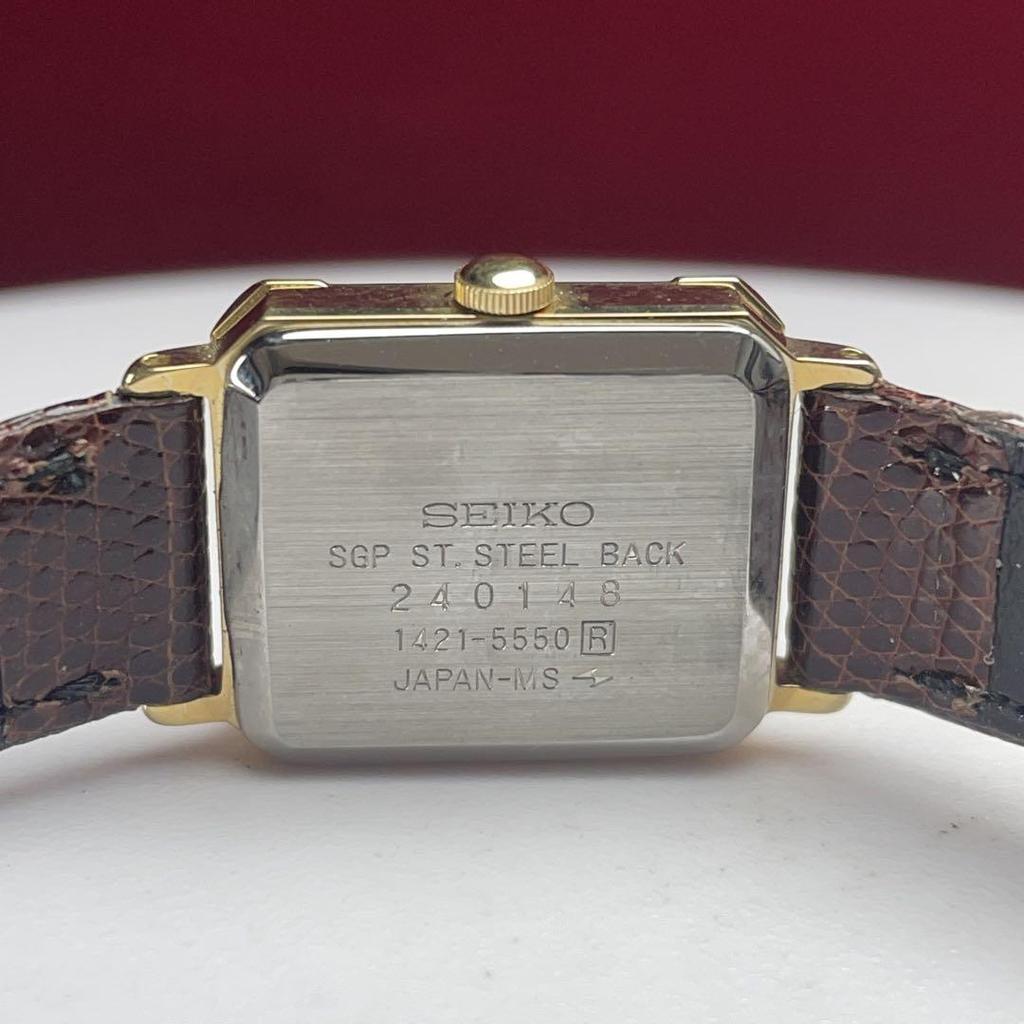 SEIKO
SGP ST. STEEL BACK
240148
1421-5550 R
JAPAN-MS